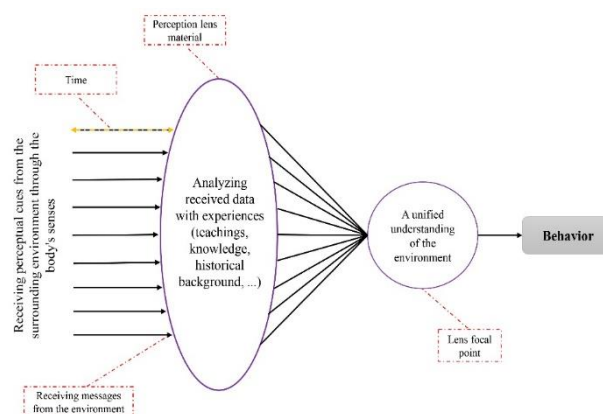 Perception lens
material
Time
Receiving perceptual cues from the
surrounding environment through the
body's senses
Analyzing
received data
with experiences
(teachings,
knowledge,
historical
background, ...)
A unified
understanding
of the
environment
Behavior
Lens focal
point
Receiving messages
from the environment